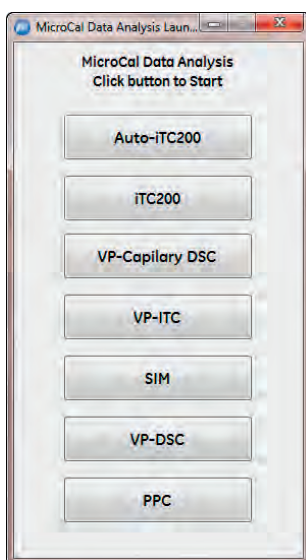 MicroCal Data Analysis Laun...
MicroCal Data Analysis
Click button to Start
Auto-iTC200
iTC200
VP-Capilary DSC
VP-ITC
SIM
VP-DSC
PPC